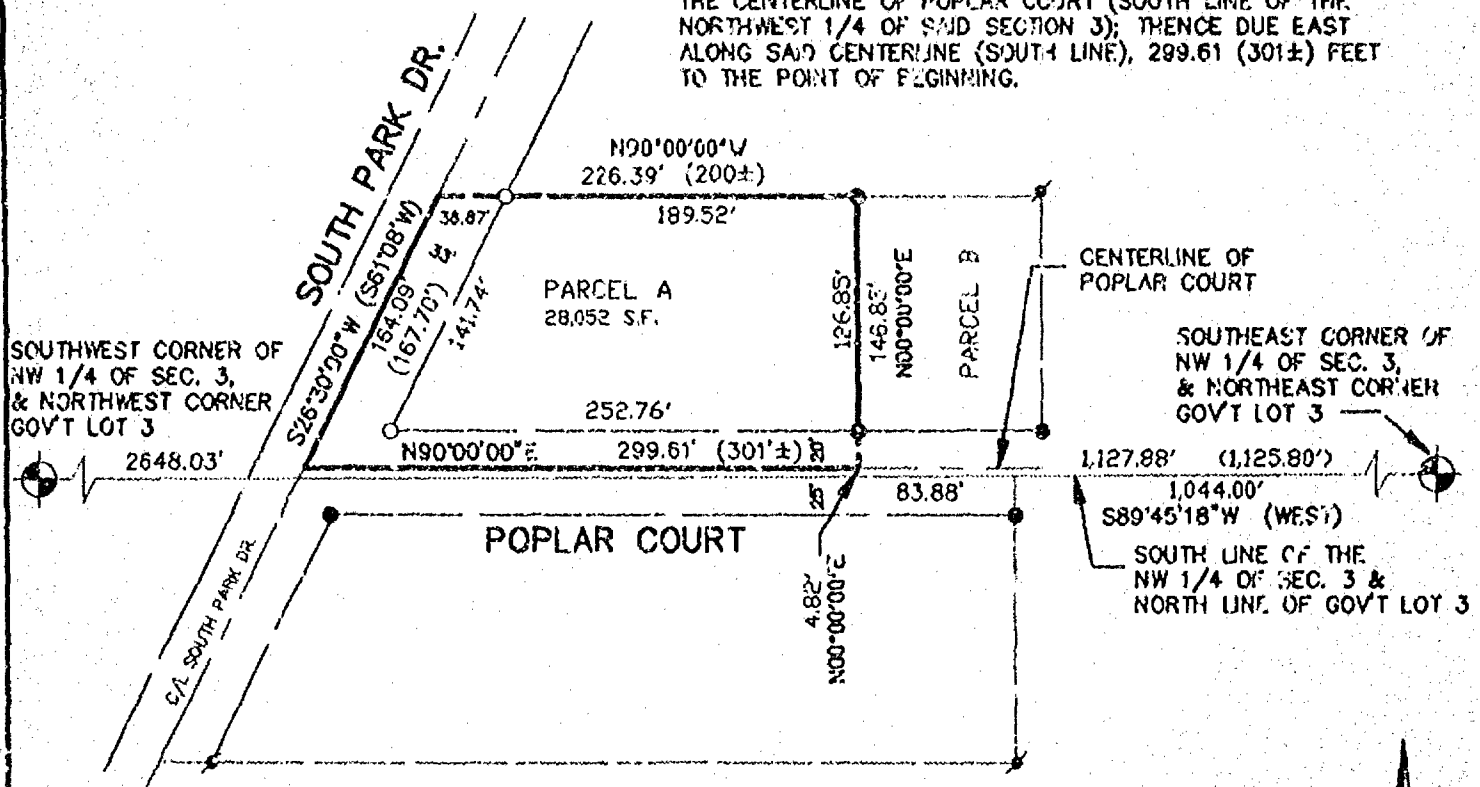 THE CENTERLINE OF POPLAR COURT (SOUTH LINE OF THE
NORTHWEST 1/4 OF SAID SECTION 3); THENCE DUE EAST
ALONG SAID CENTERLINE (SOUTH LINE), 299.61 (301±) FEET
TO THE POINT OF BEGINNING.
SOUTH PARK DR.
N90°00'00"W
226.39' (200±)
38.87'
189.52'
S26°30'00"W (S61°08'W)
164.09'
(167.70')
141.74'
PARCEL A
28,052 S.F.
126.85'
146.83'
N00°00'00"E
PARCEL B
CENTERLINE OF
POPLAR COURT
SOUTHWEST CORNER OF
NW 1/4 OF SEC. 3,
& NORTHWEST CORNER
GOV'T LOT 3
SOUTHEAST CORNER OF
NW 1/4 OF SEC. 3,
& NORTHEAST CORNER
GOV'T LOT 3
252.76'
2648.03'
N90°00'00"E
299.61' (301'±)
1,127.88' (1,125.80')
25'
83.88'
1,044.00'
S89°45'18"W (WEST)
POPLAR COURT
SOUTH LINE OF THE
NW 1/4 OF SEC. 3 &
NORTH LINE OF GOV'T LOT 3
4.82'
N00°00'00"E
C/L SOUTH PARK DR.